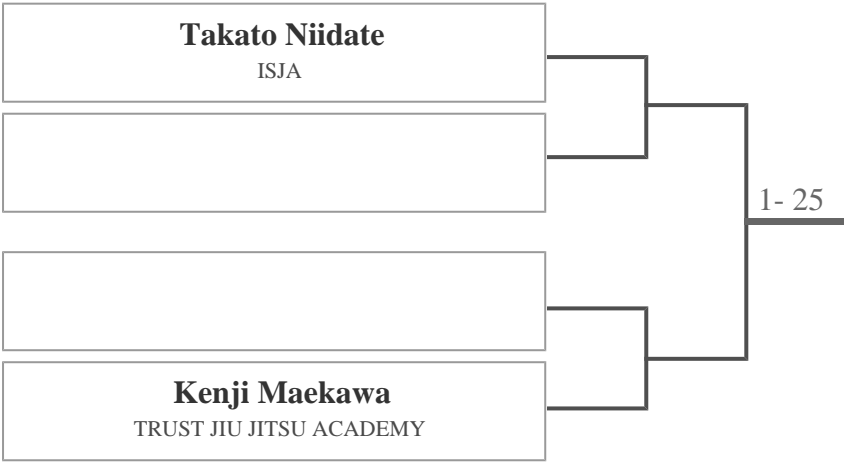 Takato Niidate
ISJA
1- 25
Kenji Maekawa
TRUST JIU JITSU ACADEMY